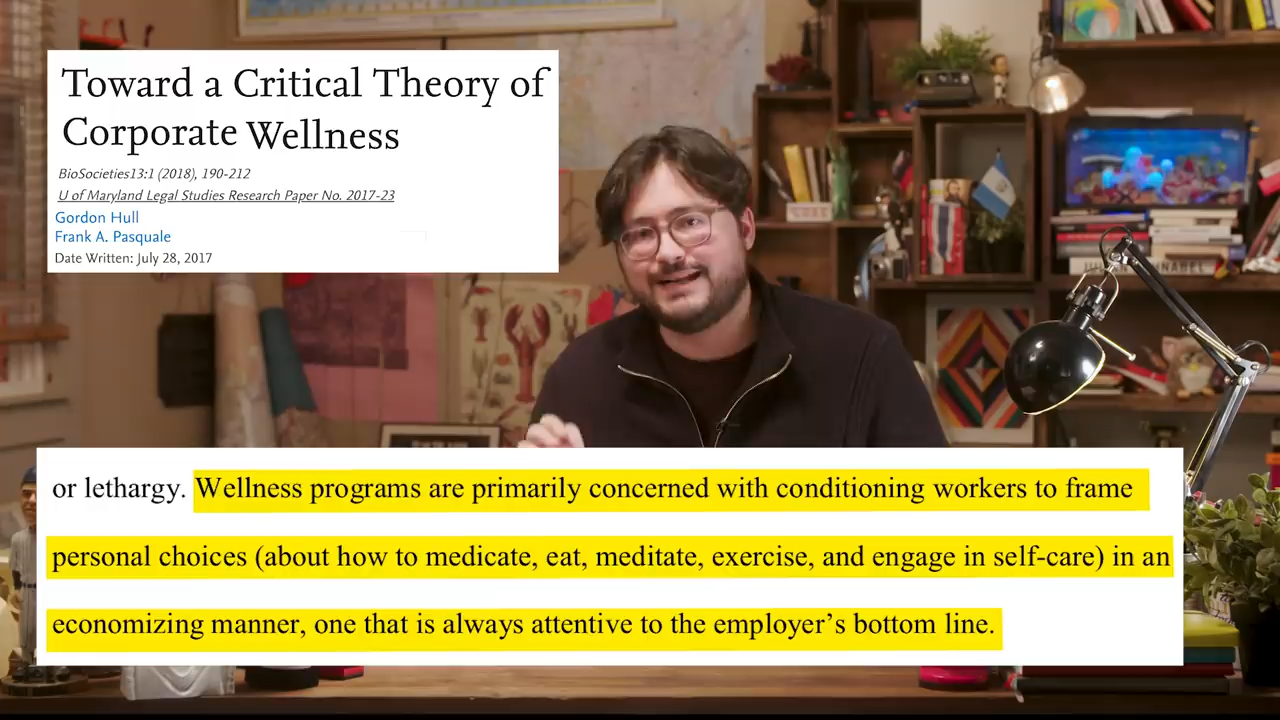 Toward a Critical Theory of
Corporate Wellness
BioSocieties13:1 (2018), 190-212
U of Maryland Legal Studies Research Paper No. 2017-23
Gordon Hull
Frank A. Pasquale
Date Written: July 28, 2017
or lethargy. Wellness programs are primarily concerned with conditioning workers to frame
personal choices (about how to medicate, eat, meditate, exercise, and engage in self-care) in an
economizing manner, one that is always attentive to the employer’s bottom line.